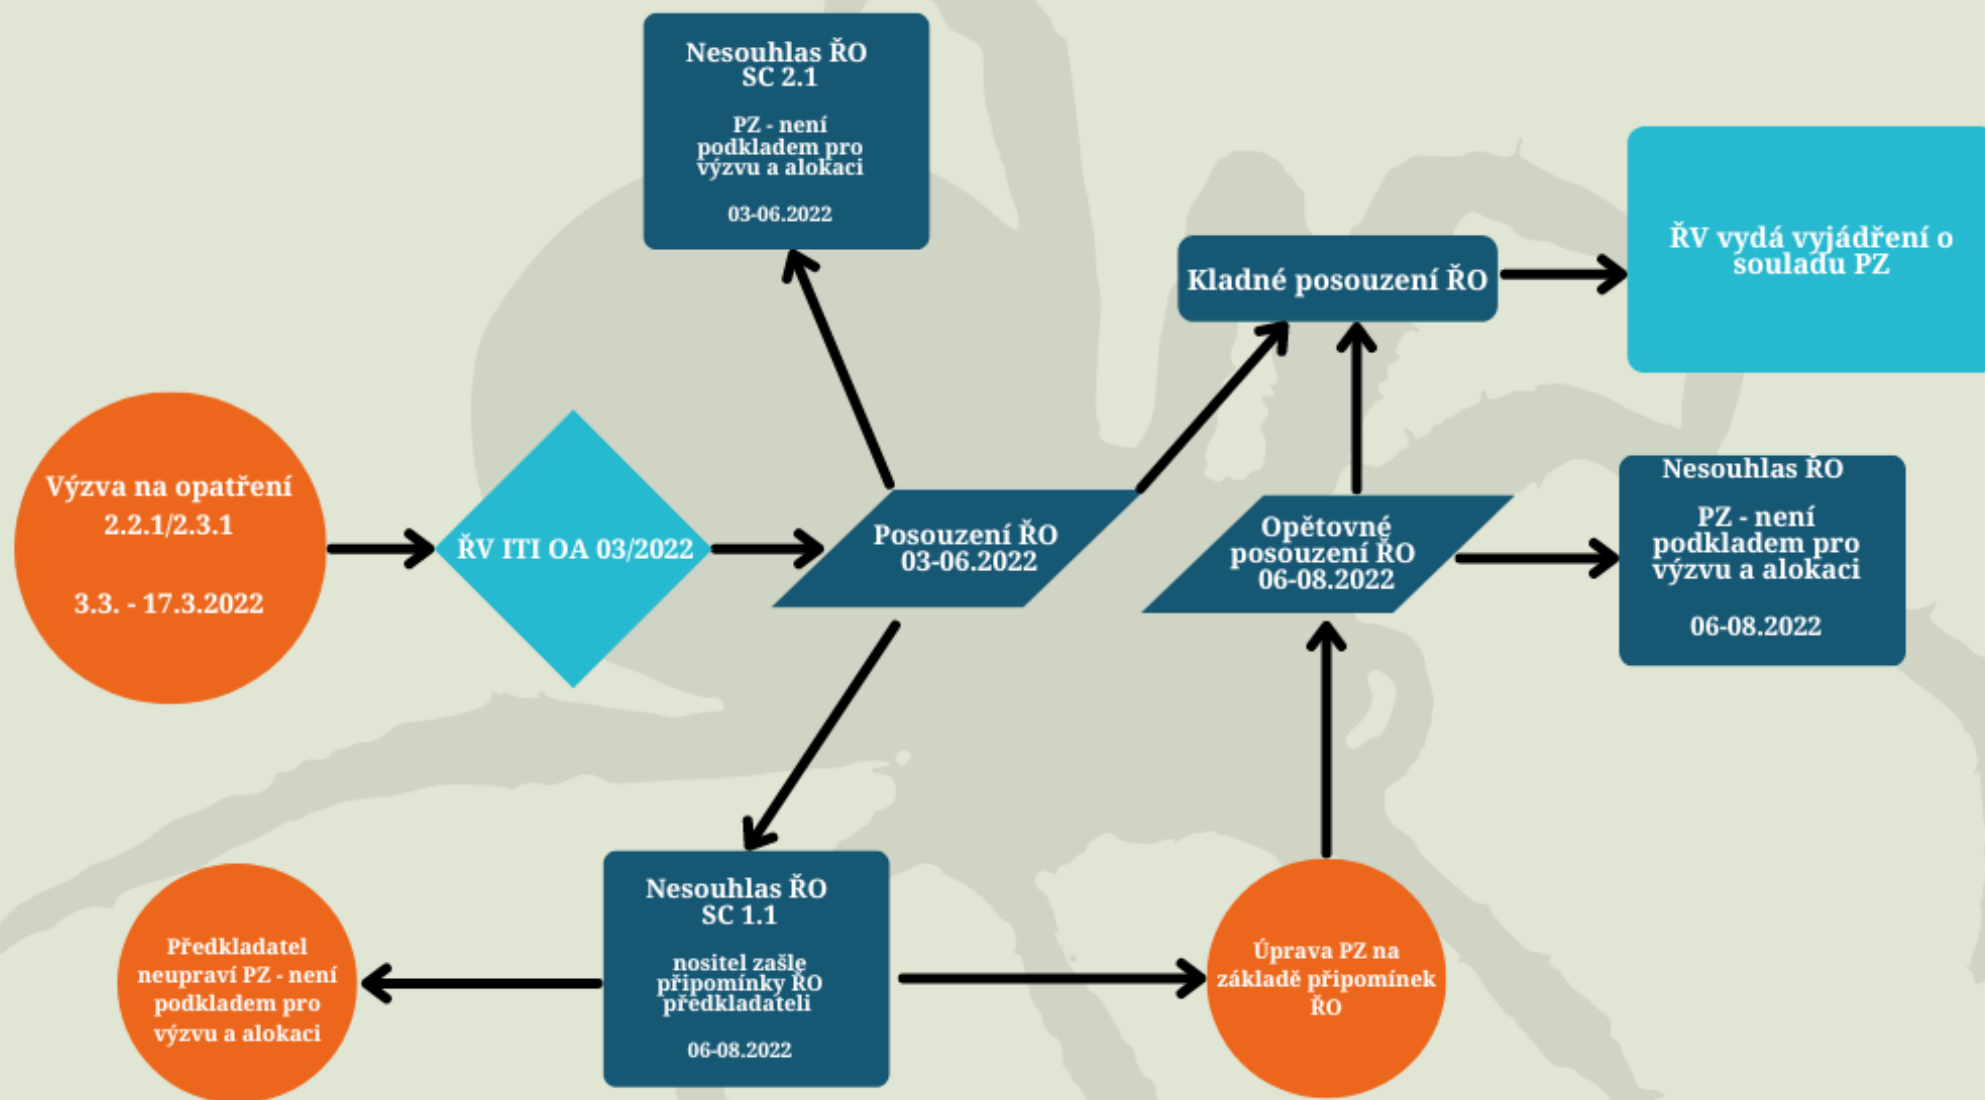 Nesouhlas ŘO
SC 2.1
PZ - není
podkladem pro
výzvu a alokaci
03-06.2022
Kladné posouzení ŘO
ŘV vydá vyjádření o
souladu PZ
Výzva na opatření
2.2.1/2.3.1
3.3. - 17.3.2022
ŘV ITI OA 03/2022
Posouzení ŘO
03-06.2022
Opětovné
posouzení ŘO
06-08.2022
Nesouhlas ŘO
PZ - není
podkladem pro
výzvu a alokaci
06-08.2022
Předkladatel
neupraví PZ - není
podkladem pro
výzvu a alokaci
Nesouhlas ŘO
SC 1.1
nositel zašle
připomínky ŘO
předkladateli
06-08.2022
Úprava PZ na
základě připomínek
ŘO